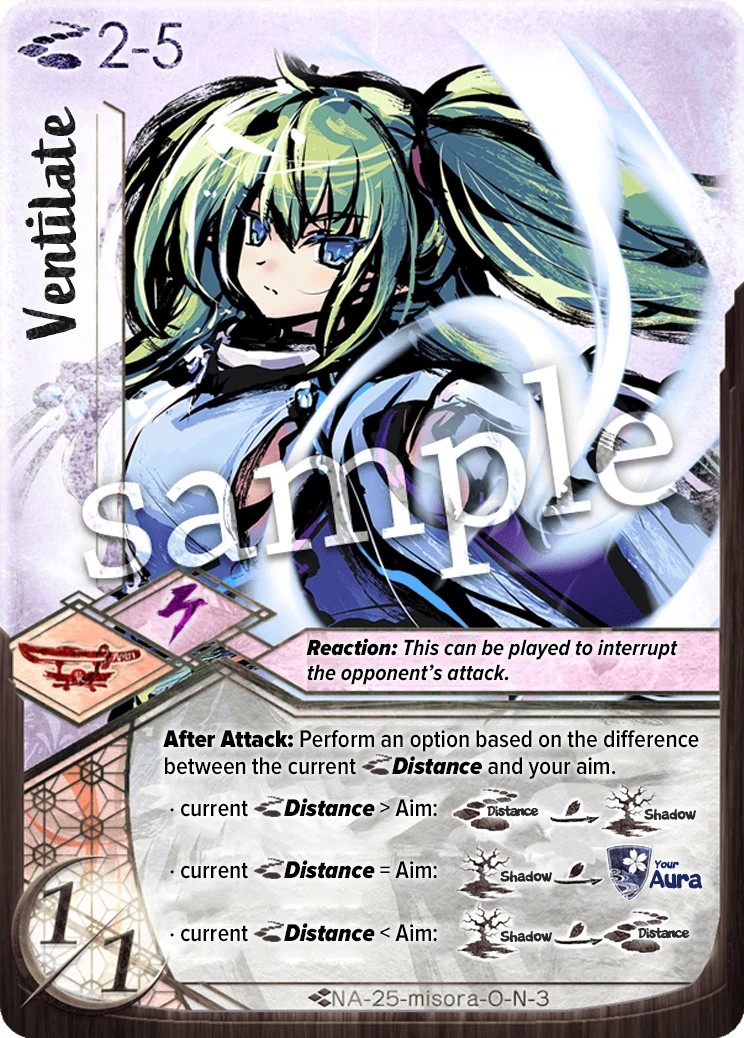 2-5
Ventilate
sample
Reaction: This can be played to interrupt
the opponent's attack.
After Attack: Perform an option based on the difference
between the current Distance and your aim.
· current Distance > Aim: Distance Shadow
· current Distance = Aim: Shadow Your Aura
· current Distance < Aim: Shadow Distance
1/1
NA-25-misora-O-N-3